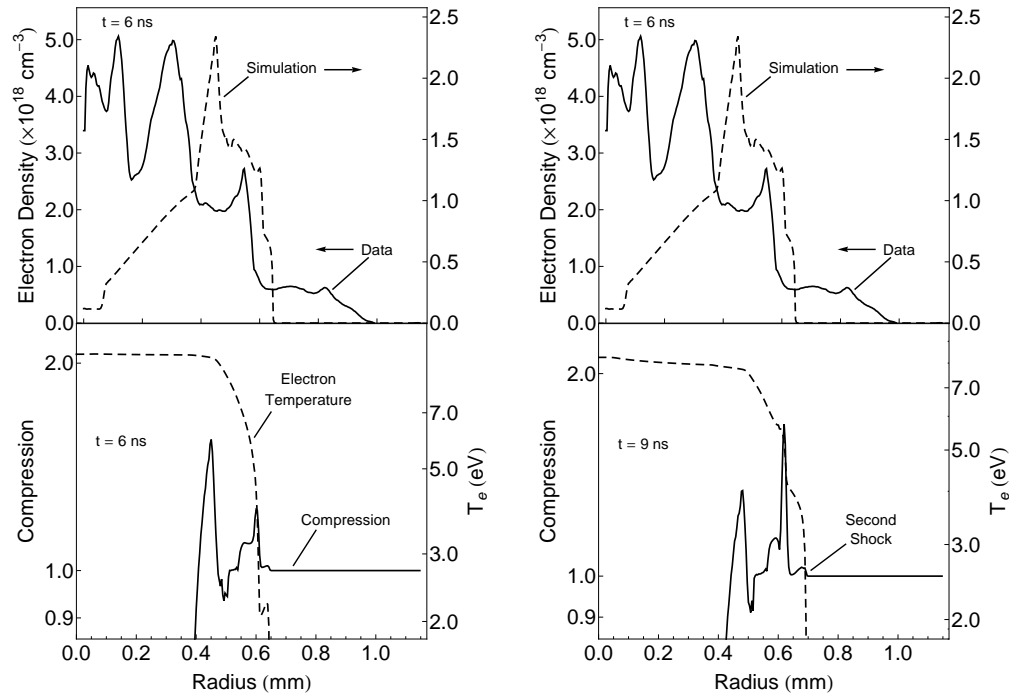 t = 6 ns
Electron Density (×10¹⁸ cm⁻³)
5.0
4.0
3.0
2.0
1.0
0.0
2.5
2.0
1.5
1.0
0.5
0.0
Simulation
Data
t = 6 ns
Electron Density (×10¹⁸ cm⁻³)
5.0
4.0
3.0
2.0
1.0
0.0
2.5
2.0
1.5
1.0
0.5
0.0
Simulation
Data
Compression
2.0
1.0
0.9
Electron
Temperature
t = 6 ns
Compression
7.0
5.0
3.0
2.0
T e (eV)
0.0 0.2 0.4 0.6 0.8 1.0
Radius (mm)
Compression
2.0
1.0
0.9
t = 9 ns
Second
Shock
7.0
5.0
3.0
2.0
T e (eV)
0.0 0.2 0.4 0.6 0.8 1.0
Radius (mm)